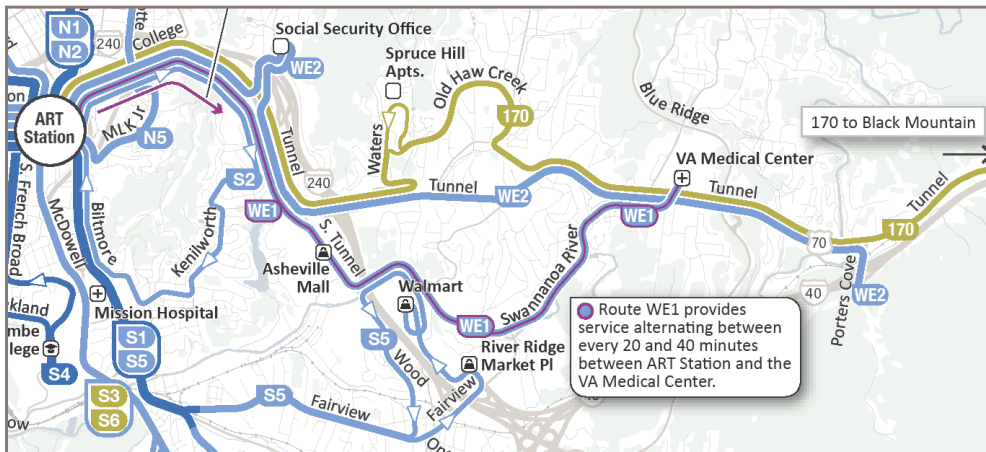 N1
N2
240
College
Social Security Office
WE2
Spruce Hill
Apts.
Old Haw Creek
170
Blue Ridge
170 to Black Mountain
ART
Station
MLK Jr
N5
Tunnel
240
Waters
Tunnel
WE2
VA Medical Center
Tunnel
Tunnel
170
S2
WE1
WE1
S. French Broad
McDowell
Biltmore
Kenilworth
S. Tunnel
Asheville
Mall
Walmart
Swannanoa River
70
40
Porters Cove
WE2
Mission Hospital
S1
S5
S4
S3
S6
S5
Fairview
S5
Wood
Fairview
WE1
River Ridge
Market Pl
Route WE1 provides
service alternating between
every 20 and 40 minutes
between ART Station and the
VA Medical Center.